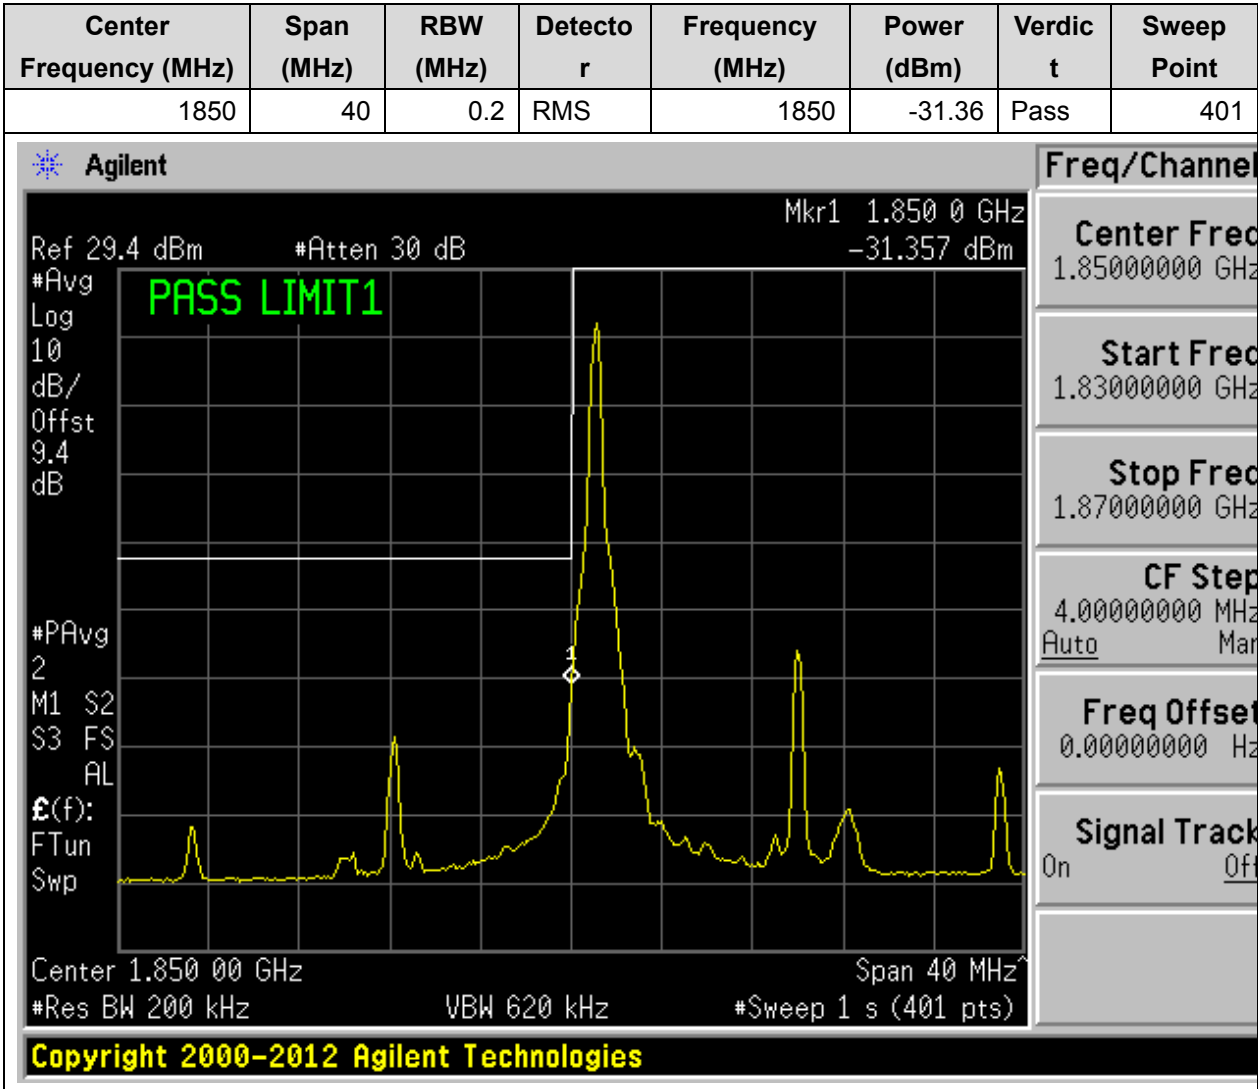 Center Frequency (MHz) Span (MHz) RBW (MHz) Detecto r Frequency (MHz) Power (dBm) Verdic t Sweep Point
1850 40 0.2 RMS 1850 -31.36 Pass 401
Agilent
Freq/Channel
Mkr1 1.850 0 GHz
Ref 29.4 dBm #Atten 30 dB -31.357 dBm
#Avg
Log
10
dB/
Offst
9.4
dB
PASS LIMIT1
1
#PAvg
2
M1 S2
S3 FS
AL
£(f):
FTun
Swp
Center 1.850 00 GHz Span 40 MHz^
#Res BW 200 kHz VBW 620 kHz #Sweep 1 s (401 pts)
Center Freq
1.85000000 GHz
Start Freq
1.83000000 GHz
Stop Freq
1.87000000 GHz
CF Step
4.00000000 MHz
Auto Man
Freq Offset
0.00000000 Hz
Signal Track
On Off
Copyright 2000-2012 Agilent Technologies